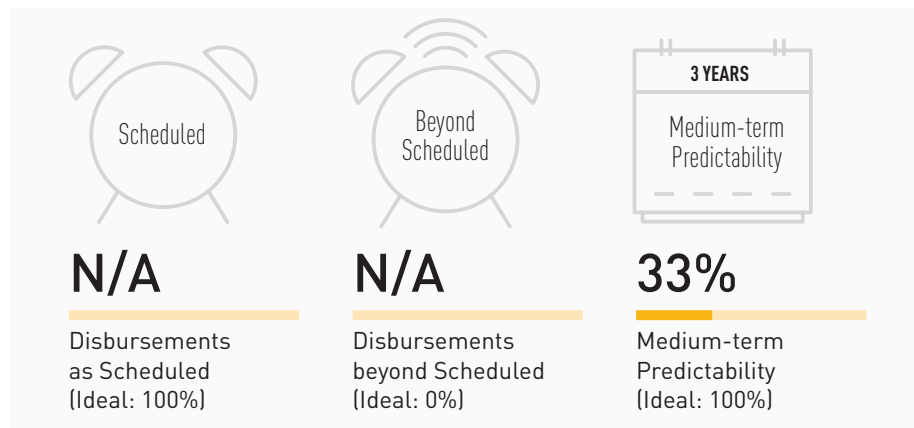 Scheduled
Beyond
Scheduled
3 YEARS
Medium-term
Predictability
N/A
Disbursements
as Scheduled
(Ideal: 100%)
N/A
Disbursements
beyond Scheduled
(Ideal: 0%)
33%
Medium-term
Predictability
(Ideal: 100%)